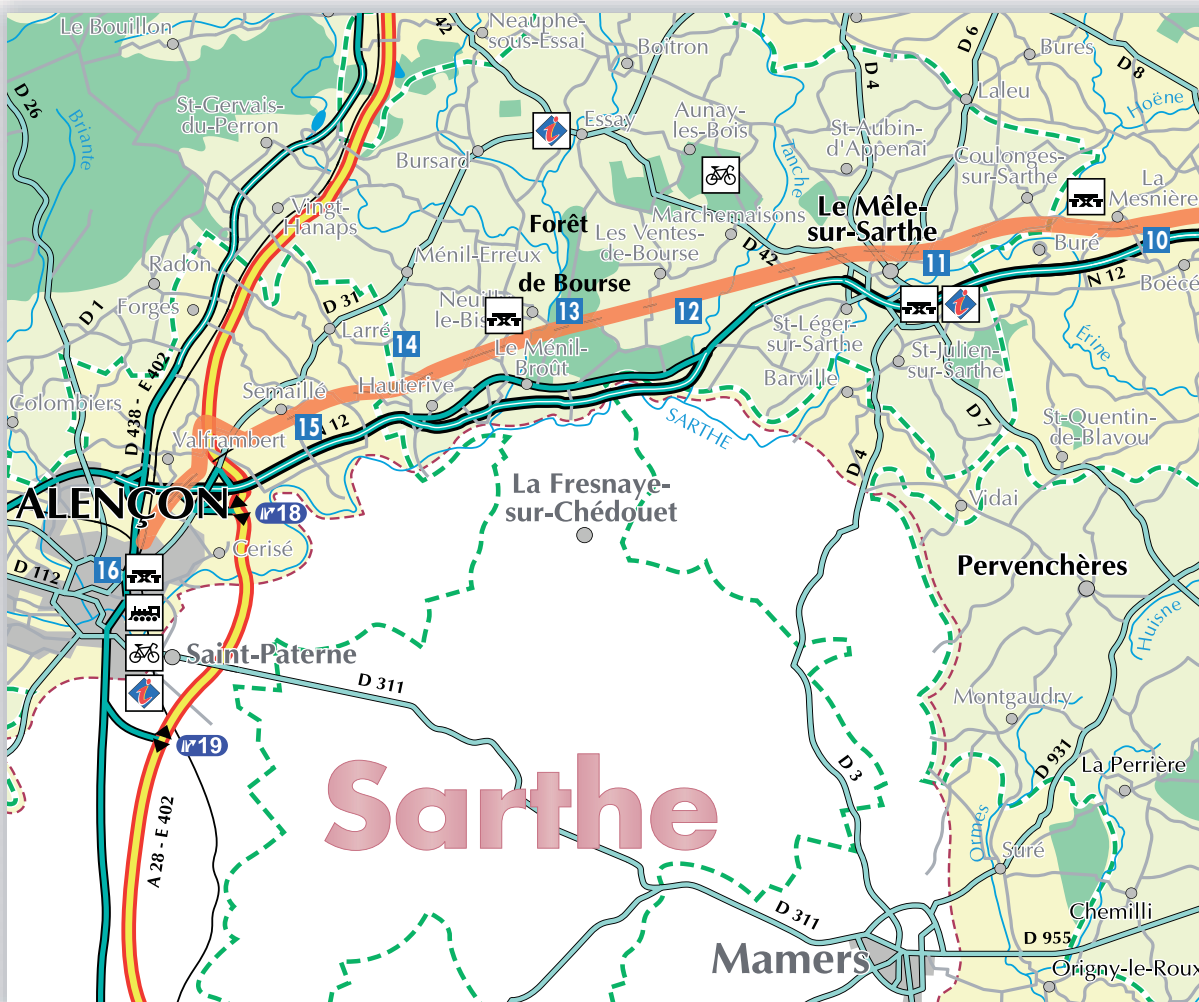 Le Bouillon
42
Neauphe-
sous-Essai
Boitron
D 4
D 6
Bures
D 8
Laleu
Hoëne
D 26
Briante
St-Gervais-
du-Perron
Essay
Bursard
Aunay-
les-Bois
Tanche
St-Aubin-
d'Appenai
Coulonges-
sur-Sarthe
La
Mesnière
Vingt-
Hanaps
Forêt
de Bourse
Marchemaisons
Le Mêle-
sur-Sarthe
Les Ventes-
de-Bourse
D 42
Buré
10
11
N 12
Boëcé
Ménil-Erreux
Radon
Forges
D 1
D 31
Larré
14
13
12
Le Ménil-
Broût
St-Léger-
sur-Sarthe
St-Julien-
sur-Sarthe
Érine
Barville
D 438 - E 402
Colombiers
Semaillé
Hauterive
15
N 12
Valframbert
SARTHE
D 7
St-Quentin-
de-Blavou
D 4
ALENÇON
18
La Fresnaye-
sur-Chédouet
Vidai
Cerisé
D 112
16
Pervenchères
Huisne
Saint-Paterne
D 311
Montgaudry
19
D 3
D 931
La Perrière
Sarthe
A 28 - E 402
Ormes
Suré
D 311
Chemilli
Mamers
D 955
Origny-le-Roux